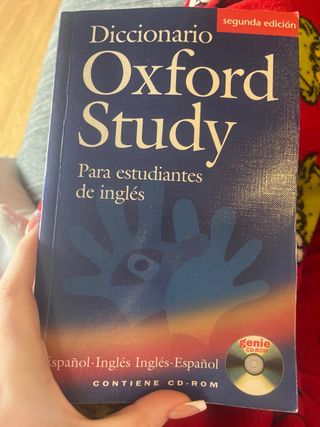 segunda edición
Diccionario
Oxford
Study
Para estudiantes
de inglés
genie
CD-ROM
Español-Inglés Inglés-Español
CONTIENE CD-ROM